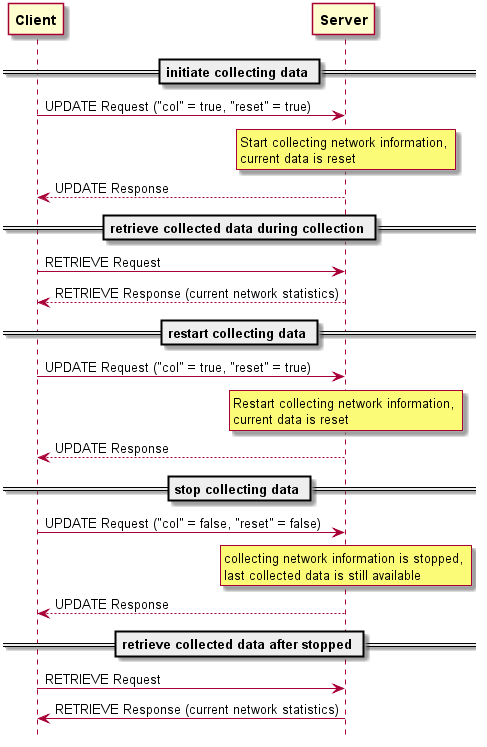 Client
Server
initiate collecting data
UPDATE Request ("col" = true, "reset" = true)
Start collecting network information,
current data is reset
UPDATE Response
retrieve collected data during collection
RETRIEVE Request
RETRIEVE Response (current network statistics)
restart collecting data
UPDATE Request ("col" = true, "reset" = true)
Restart collecting network information,
current data is reset
UPDATE Response
stop collecting data
UPDATE Request ("col" = false, "reset" = false)
collecting network information is stopped,
last collected data is still available
UPDATE Response
retrieve collected data after stopped
RETRIEVE Request
RETRIEVE Response (current network statistics)